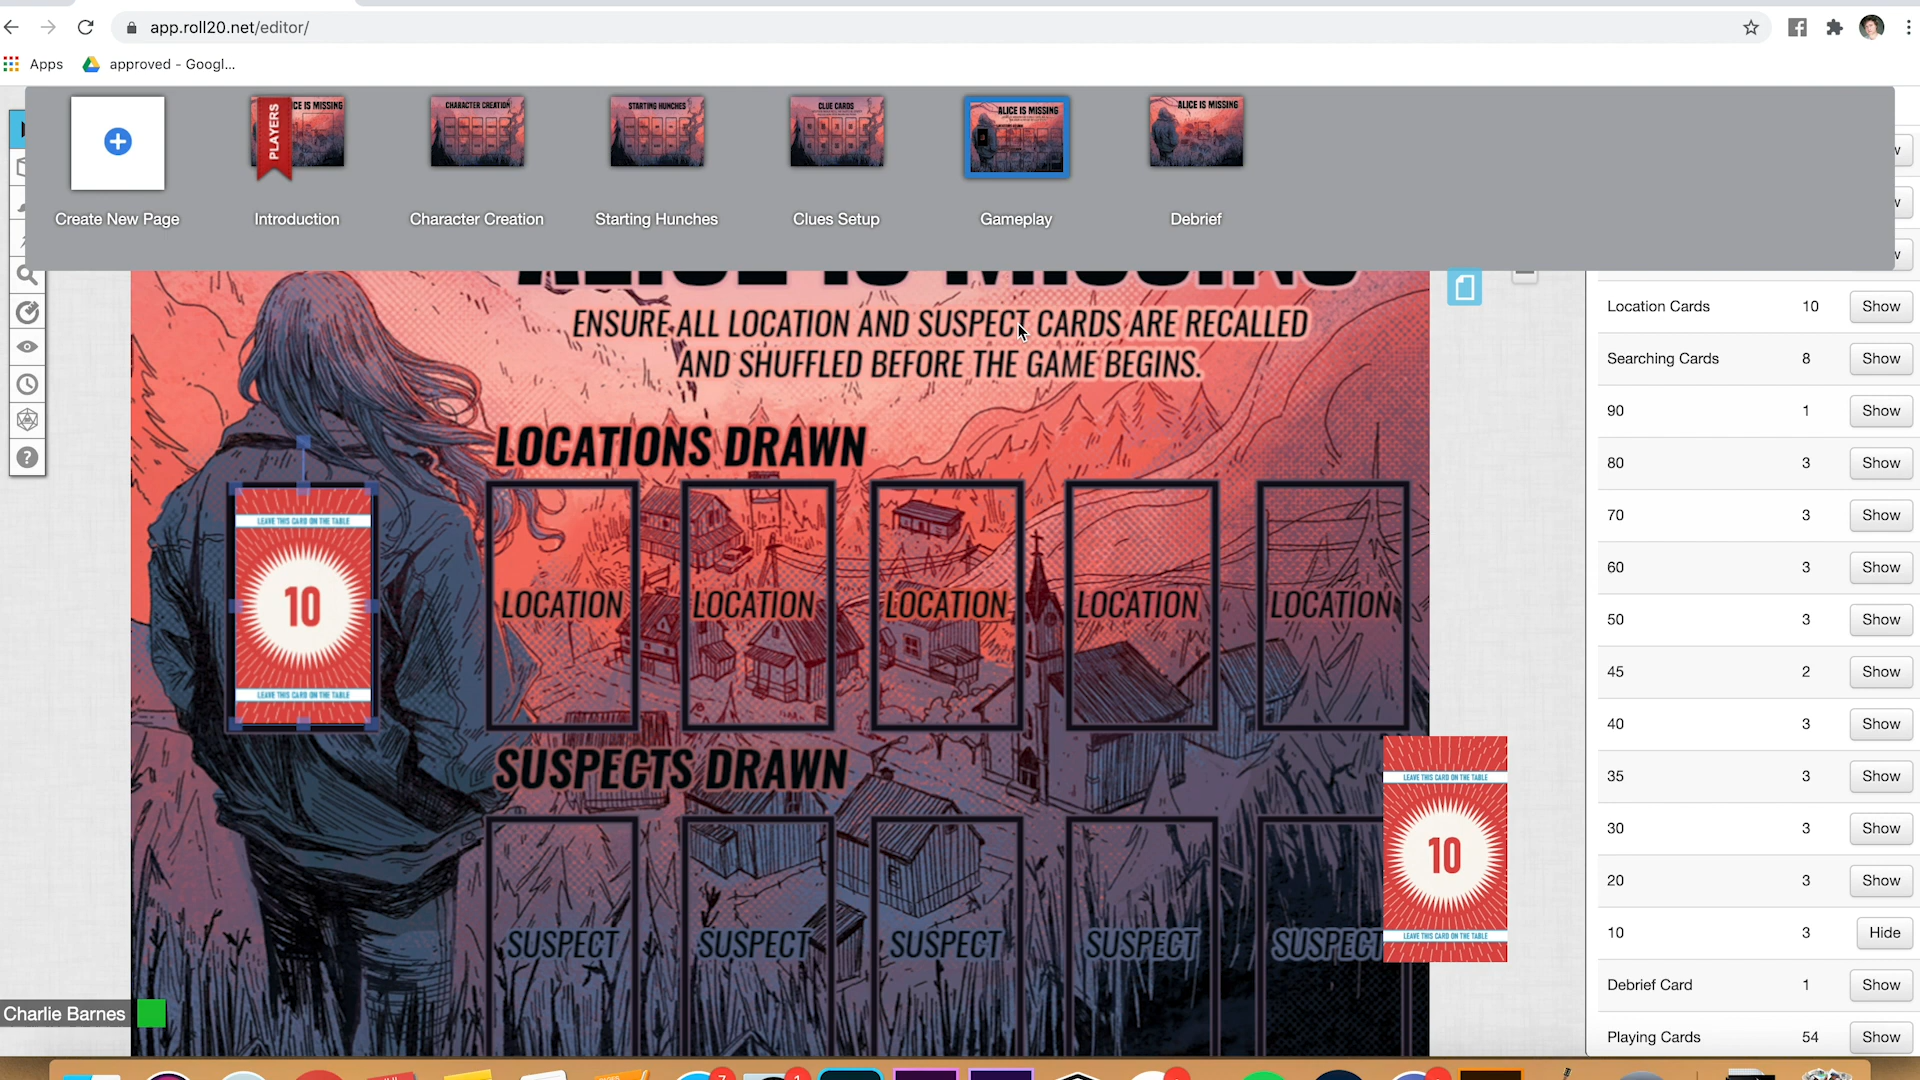 app.roll20.net/editor/
Apps
approved - Googl...
PLAYERS
CE IS MISSING
CHARACTER CREATION
STARTING HUNCHES
CLUE CARDS
ALICE IS MISSING
ALICE IS MISSING
Create New Page
Introduction
Character Creation
Starting Hunches
Clues Setup
Gameplay
Debrief
ALICE IS MISSING
ENSURE ALL LOCATION AND SUSPECT CARDS ARE RECALLED
AND SHUFFLED BEFORE THE GAME BEGINS.
LOCATIONS DRAWN
LEAVE THIS CARD ON THE TABLE
10
LEAVE THIS CARD ON THE TABLE
LOCATION
LOCATION
LOCATION
LOCATION
LOCATION
SUSPECTS DRAWN
SUSPECT
SUSPECT
SUSPECT
SUSPECT
SUSPECT
LEAVE THIS CARD ON THE TABLE
10
LEAVE THIS CARD ON THE TABLE
Location Cards 10 Show
Searching Cards 8 Show
90 1 Show
80 3 Show
70 3 Show
60 3 Show
50 3 Show
45 2 Show
40 3 Show
35 3 Show
30 3 Show
20 3 Show
10 3 Hide
Debrief Card 1 Show
Playing Cards 54 Show
Charlie Barnes